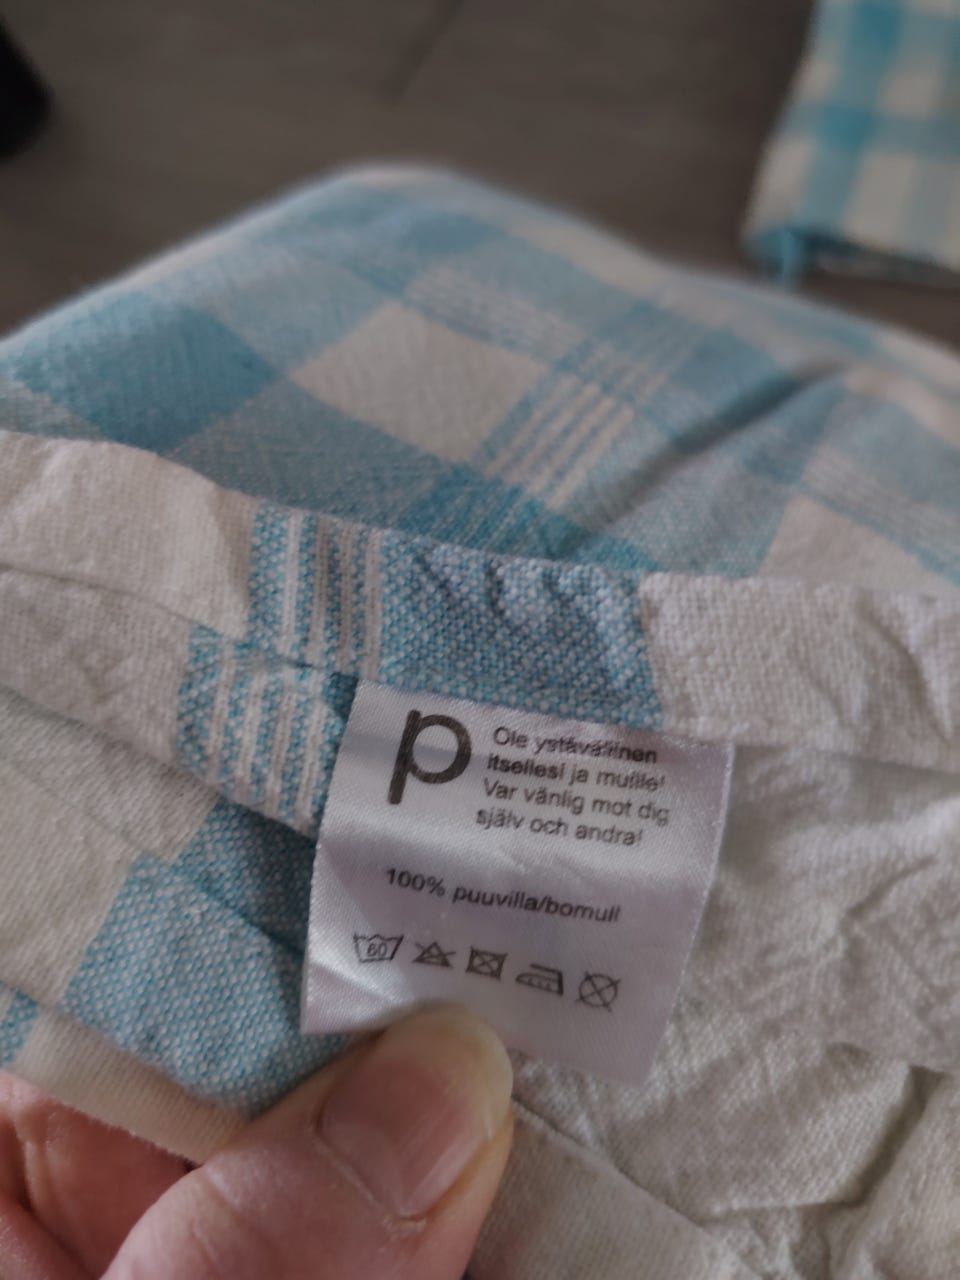 p
Ole ystävällinen
itsellesi ja muille!
Var vänlig mot dig
själv och andra!
100% puuvilla/bomull
60